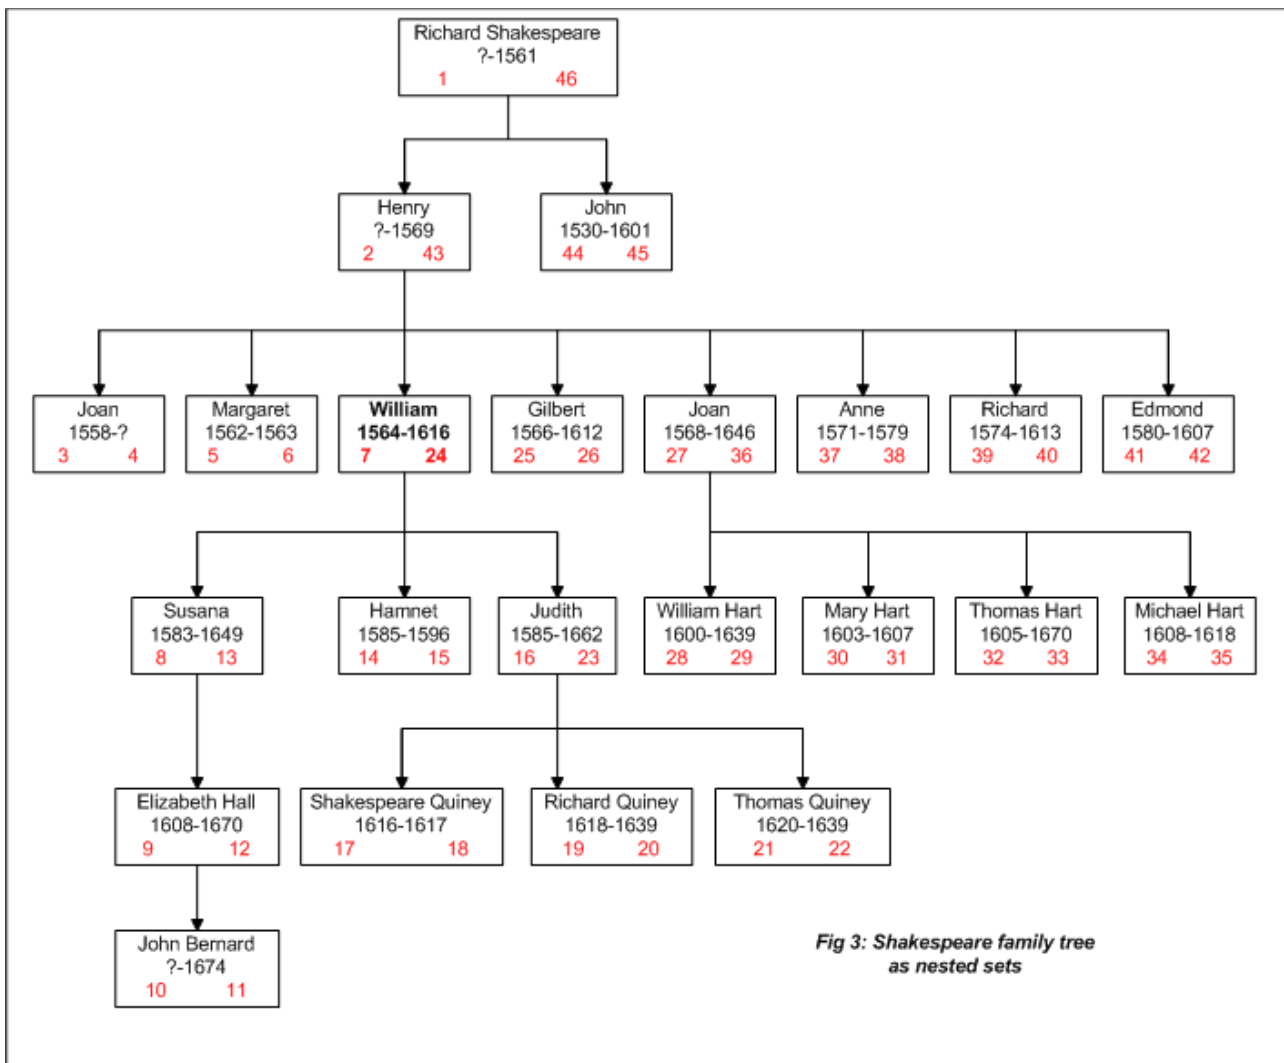 Richard Shakespeare
?-1561
1 46
Henry
?-1569
2 43
John
1530-1601
44 45
Joan
1558-?
3 4
Margaret
1562-1563
5 6
William
1564-1616
7 24
Gilbert
1566-1612
25 26
Joan
1568-1646
27 36
Anne
1571-1579
37 38
Richard
1574-1613
39 40
Edmond
1580-1607
41 42
Susana
1583-1649
8 13
Hamnet
1585-1596
14 15
Judith
1585-1662
16 23
William Hart
1600-1639
28 29
Mary Hart
1603-1607
30 31
Thomas Hart
1605-1670
32 33
Michael Hart
1608-1618
34 35
Elizabeth Hall
1608-1670
9 12
Shakespeare Quiney
1616-1617
17 18
Richard Quiney
1618-1639
19 20
Thomas Quiney
1620-1639
21 22
John Bernard
?-1674
10 11
Fig 3: Shakespeare family tree
as nested sets